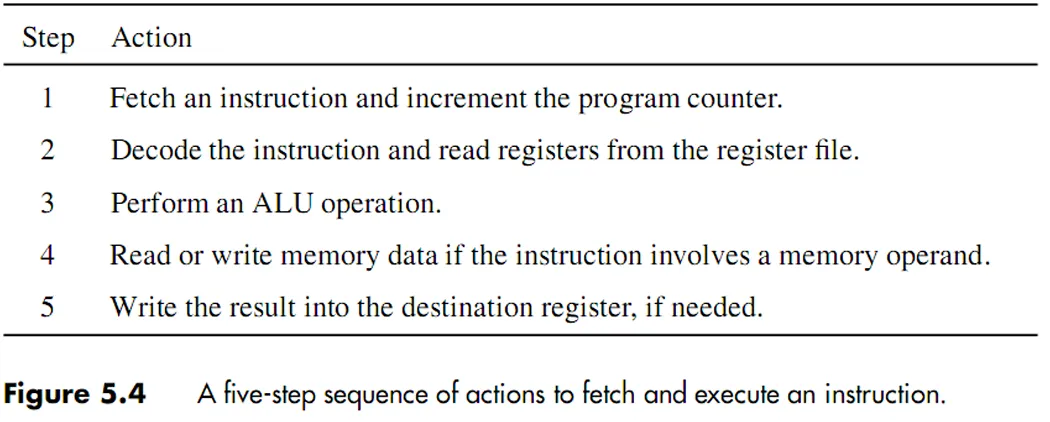 Step Action
1 Fetch an instruction and increment the program counter.
2 Decode the instruction and read registers from the register file.
3 Perform an ALU operation.
4 Read or write memory data if the instruction involves a memory operand.
5 Write the result into the destination register, if needed.
Figure 5.4 A five-step sequence of actions to fetch and execute an instruction.